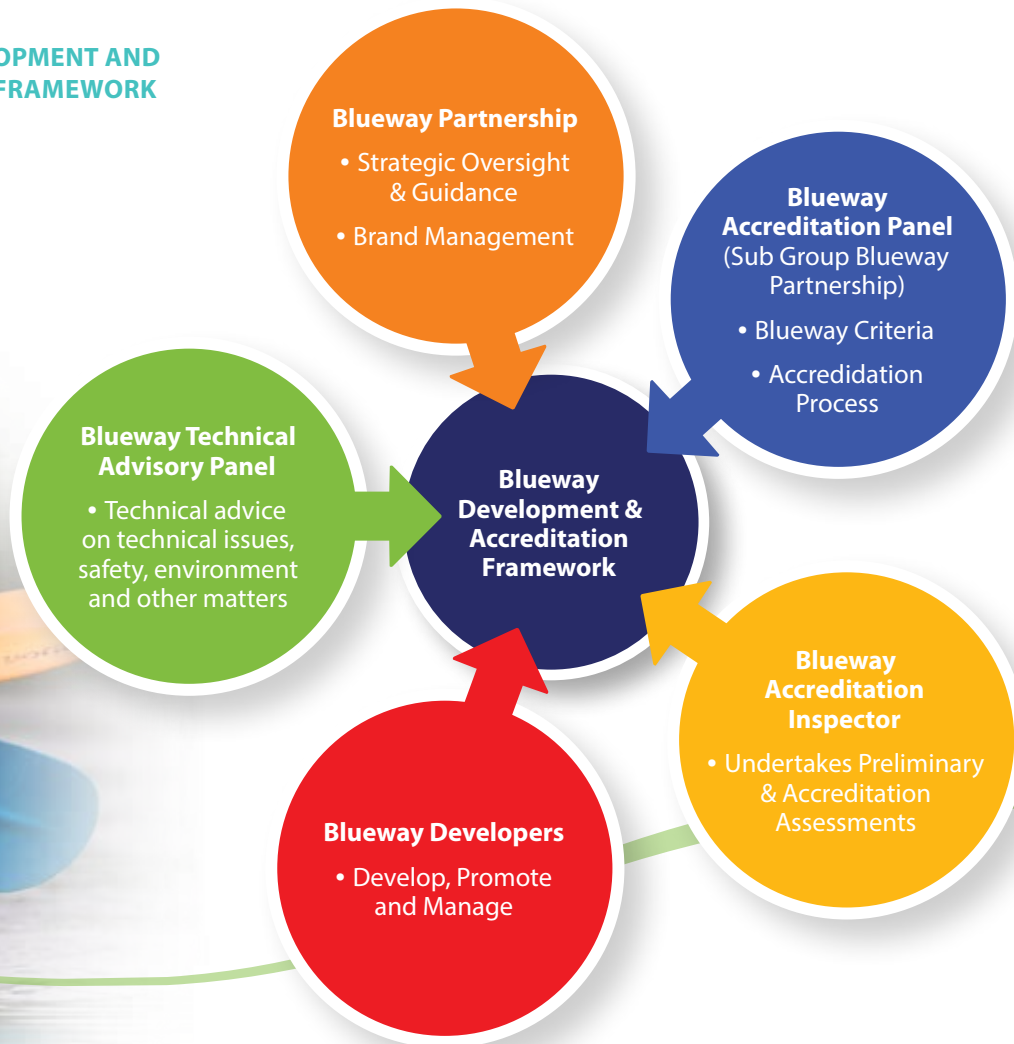 OPMENT AND
FRAMEWORK
Blueway Partnership
• Strategic Oversight
& Guidance
• Brand Management
Blueway
Accreditation Panel
(Sub Group Blueway
Partnership)
• Blueway Criteria
• Accredidation
Process
Blueway Technical
Advisory Panel
• Technical advice
on technical issues,
safety, environment
and other matters
Blueway
Development &
Accreditation
Framework
Blueway
Accreditation
Inspector
• Undertakes Preliminary
& Accreditation
Assessments
Blueway Developers
• Develop, Promote
and Manage